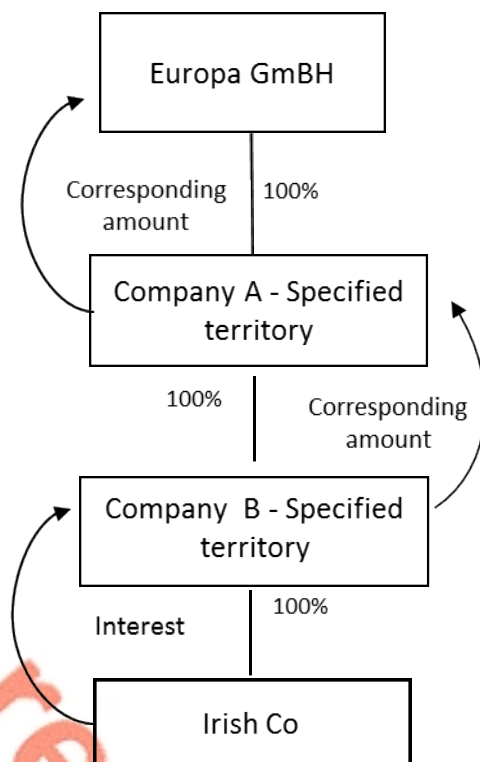 Europa GmBH
Corresponding
amount
100%
Company A - Specified
territory
100%
Corresponding
amount
Company B - Specified
territory
100%
Interest
Irish Co